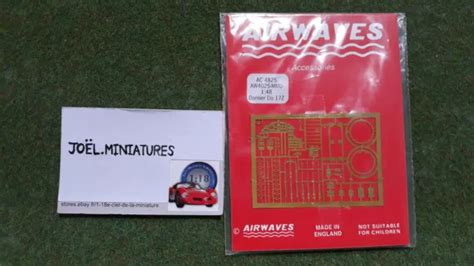 AIRWAVES
Accessories
AC 4825
1:48
Dornier Do 17Z
JOËL.MINIATURES
1:18
© AIRWAVES
MADE IN
ENGLAND
NOT SUITABLE
FOR CHILDREN